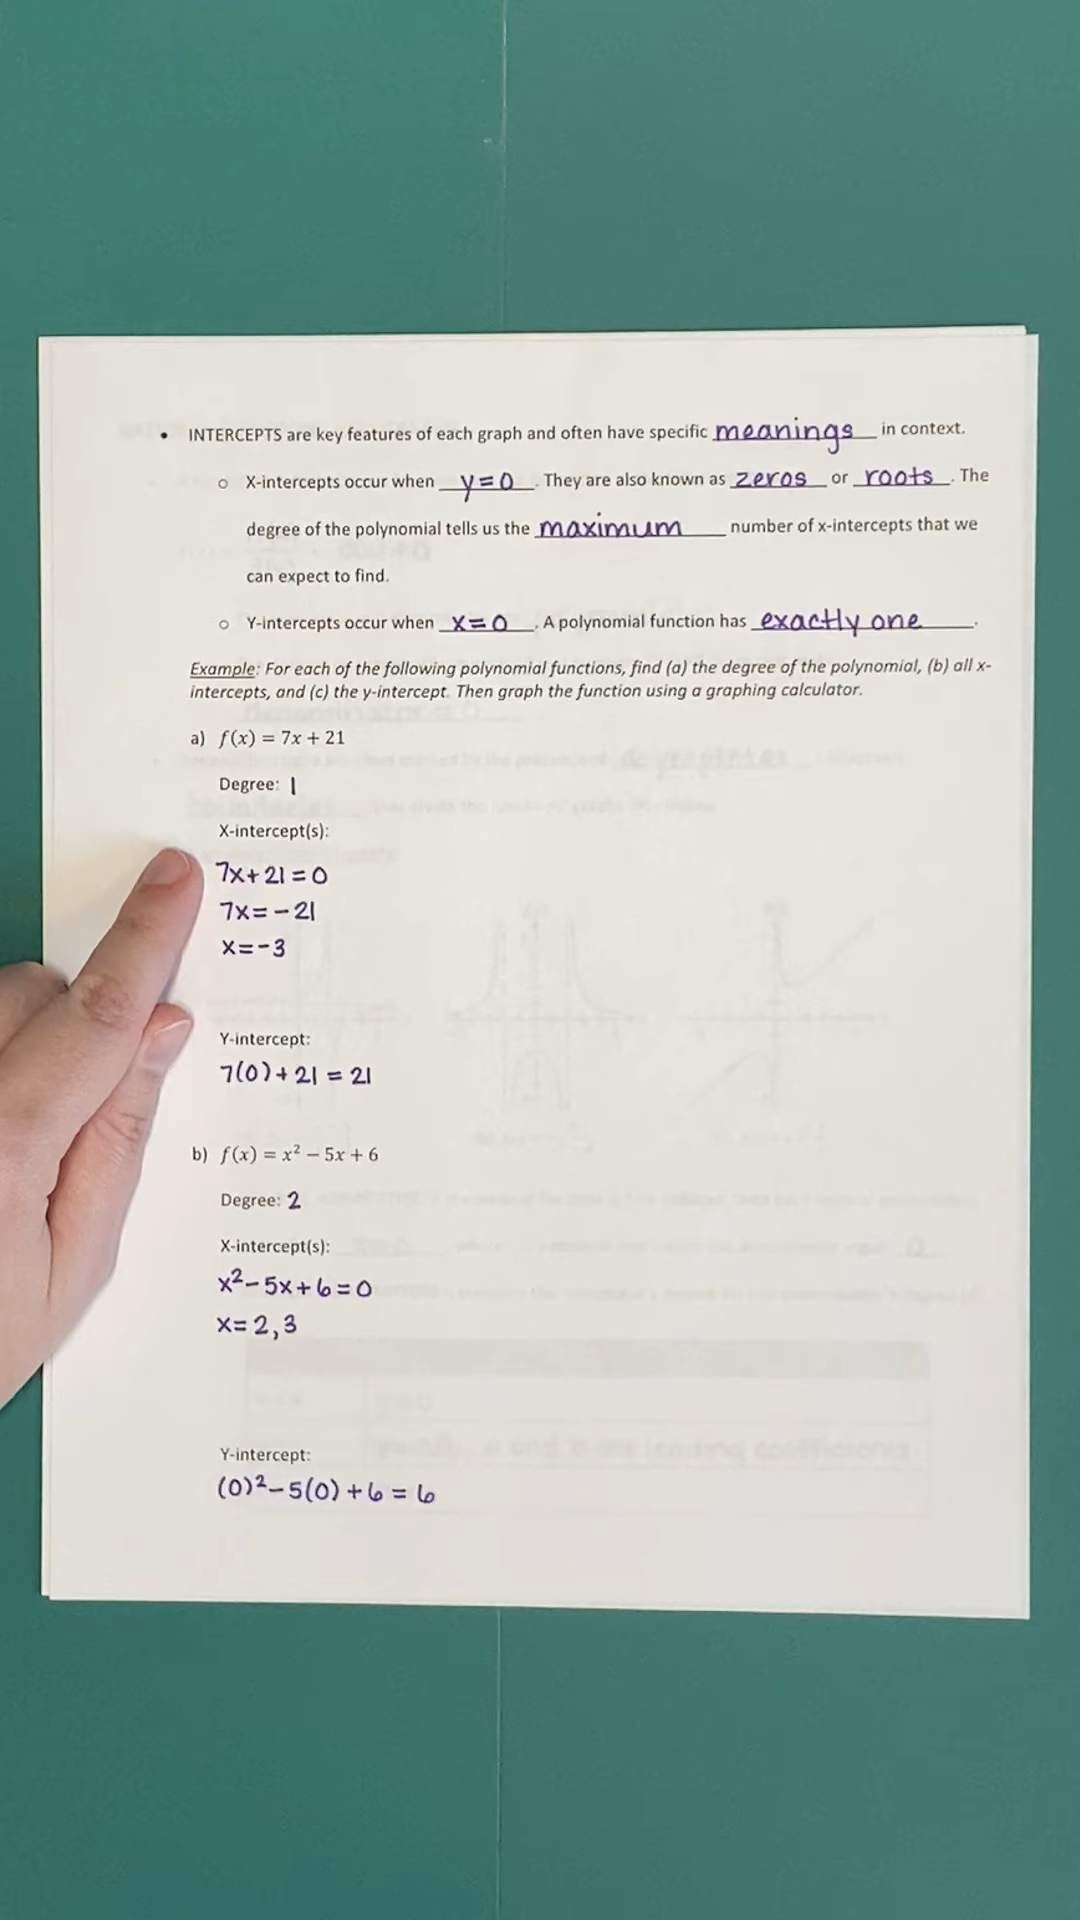 • INTERCEPTS are key features of each graph and often have specific meanings in context.
o X-intercepts occur when y=0. They are also known as zeros or roots. The
degree of the polynomial tells us the maximum number of x-intercepts that we
can expect to find.
o Y-intercepts occur when x=0. A polynomial function has exactly one.
Example: For each of the following polynomial functions, find (a) the degree of the polynomial, (b) all x-
intercepts, and (c) the y-intercept. Then graph the function using a graphing calculator.
a) f(x) = 7x + 21
Degree: 1
X-intercept(s):
7x+21=0
7x=-21
x=-3
Y-intercept:
7(0)+21=21
b) f(x) = x² − 5x + 6
Degree: 2
X-intercept(s):
x²-5x+6=0
x=2,3
Y-intercept:
(0)²-5(0)+6=6